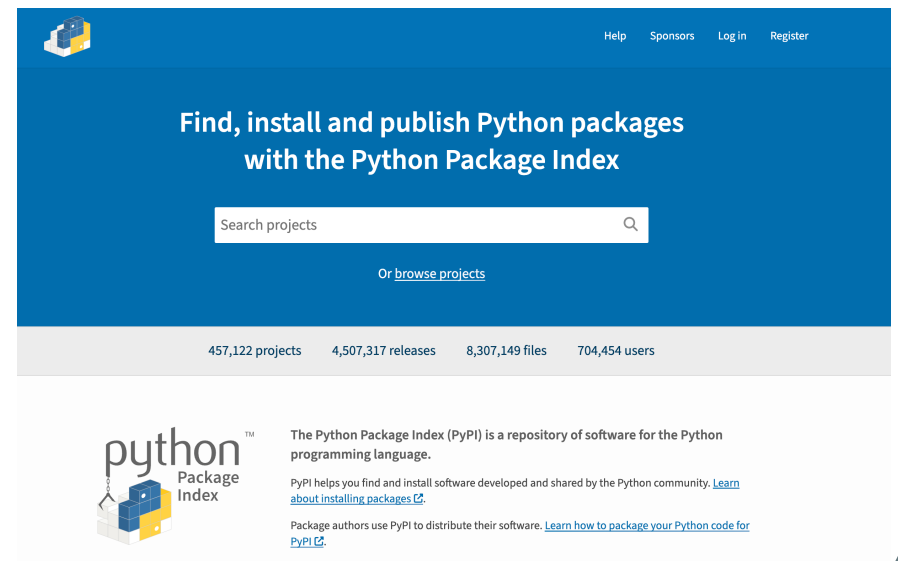 Help Sponsors Log in Register
Find, install and publish Python packages
with the Python Package Index
Search projects
Or browse projects
457,122 projects 4,507,317 releases 8,307,149 files 704,454 users
python™
Package
Index
The Python Package Index (PyPI) is a repository of software for the Python
programming language.
PyPI helps you find and install software developed and shared by the Python community. Learn
about installing packages.
Package authors use PyPI to distribute their software. Learn how to package your Python code for
PyPI.